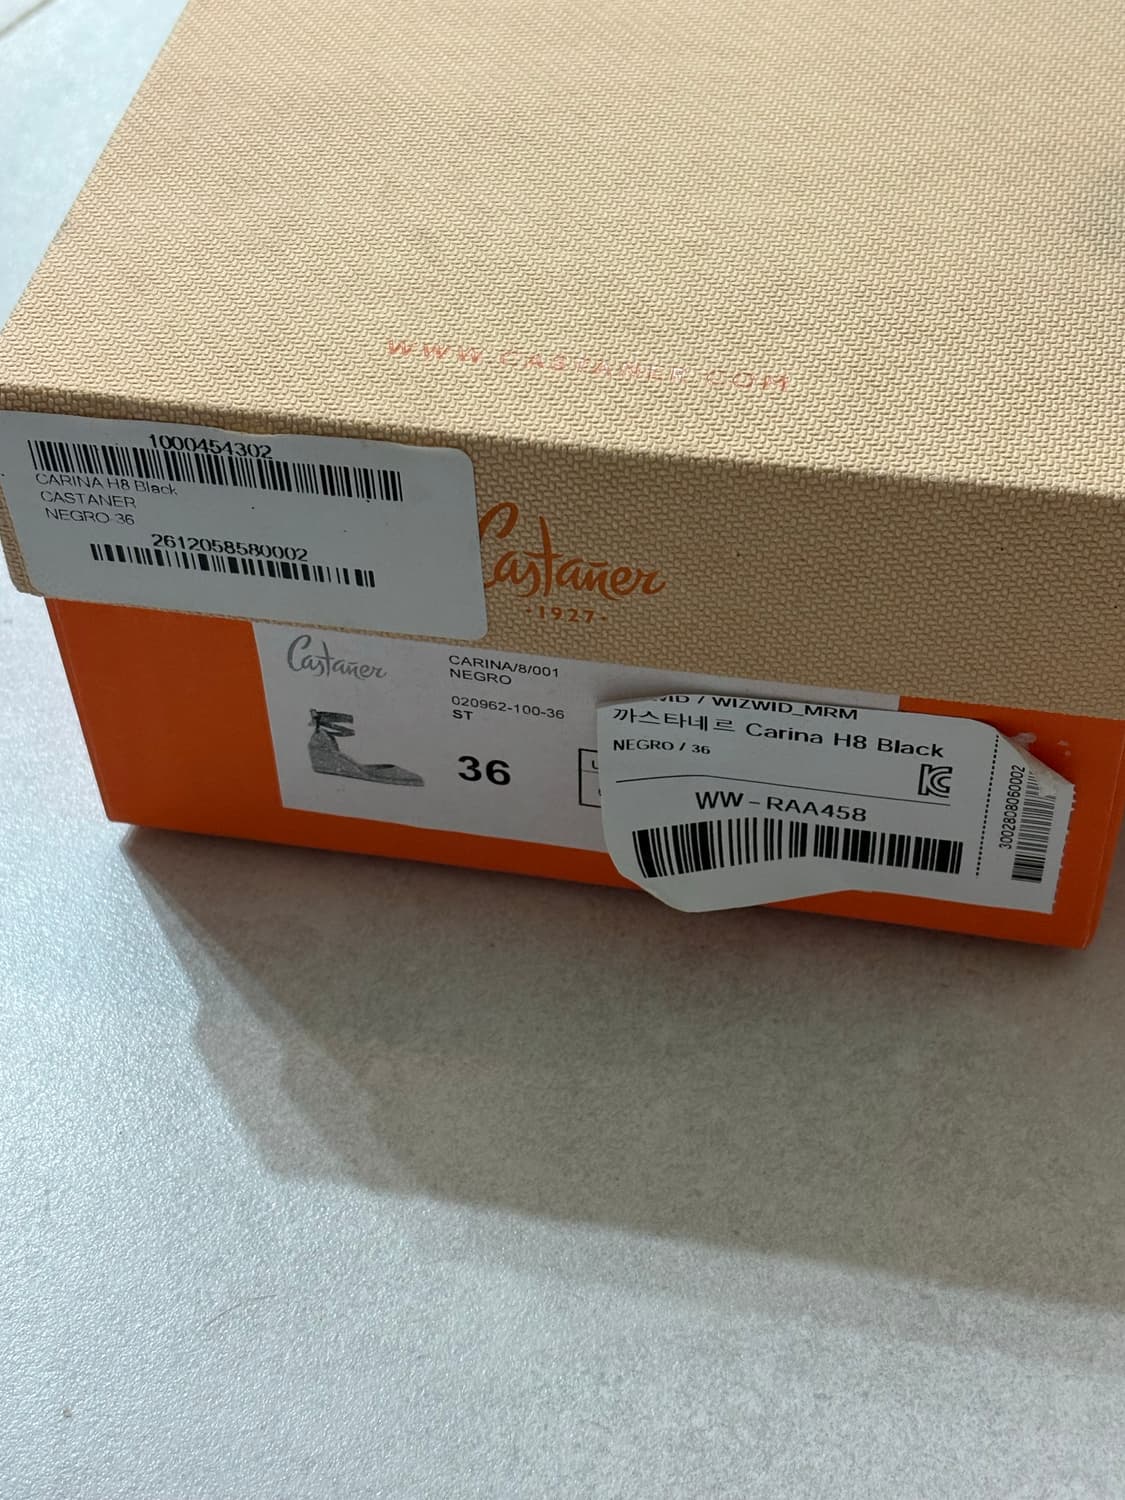 WWW.CASTANER.COM
1000454302
CARINA H8 Black
CASTANER
NEGRO 36
2612058580002
Castañer
·1927·
Castañer
CARINA/8/001
NEGRO
020962-100-36
ST
36
/ WIZWID_MRM
까스타네르 Carina H8 Black
NEGRO / 36
WW-RAA458
3002808060002